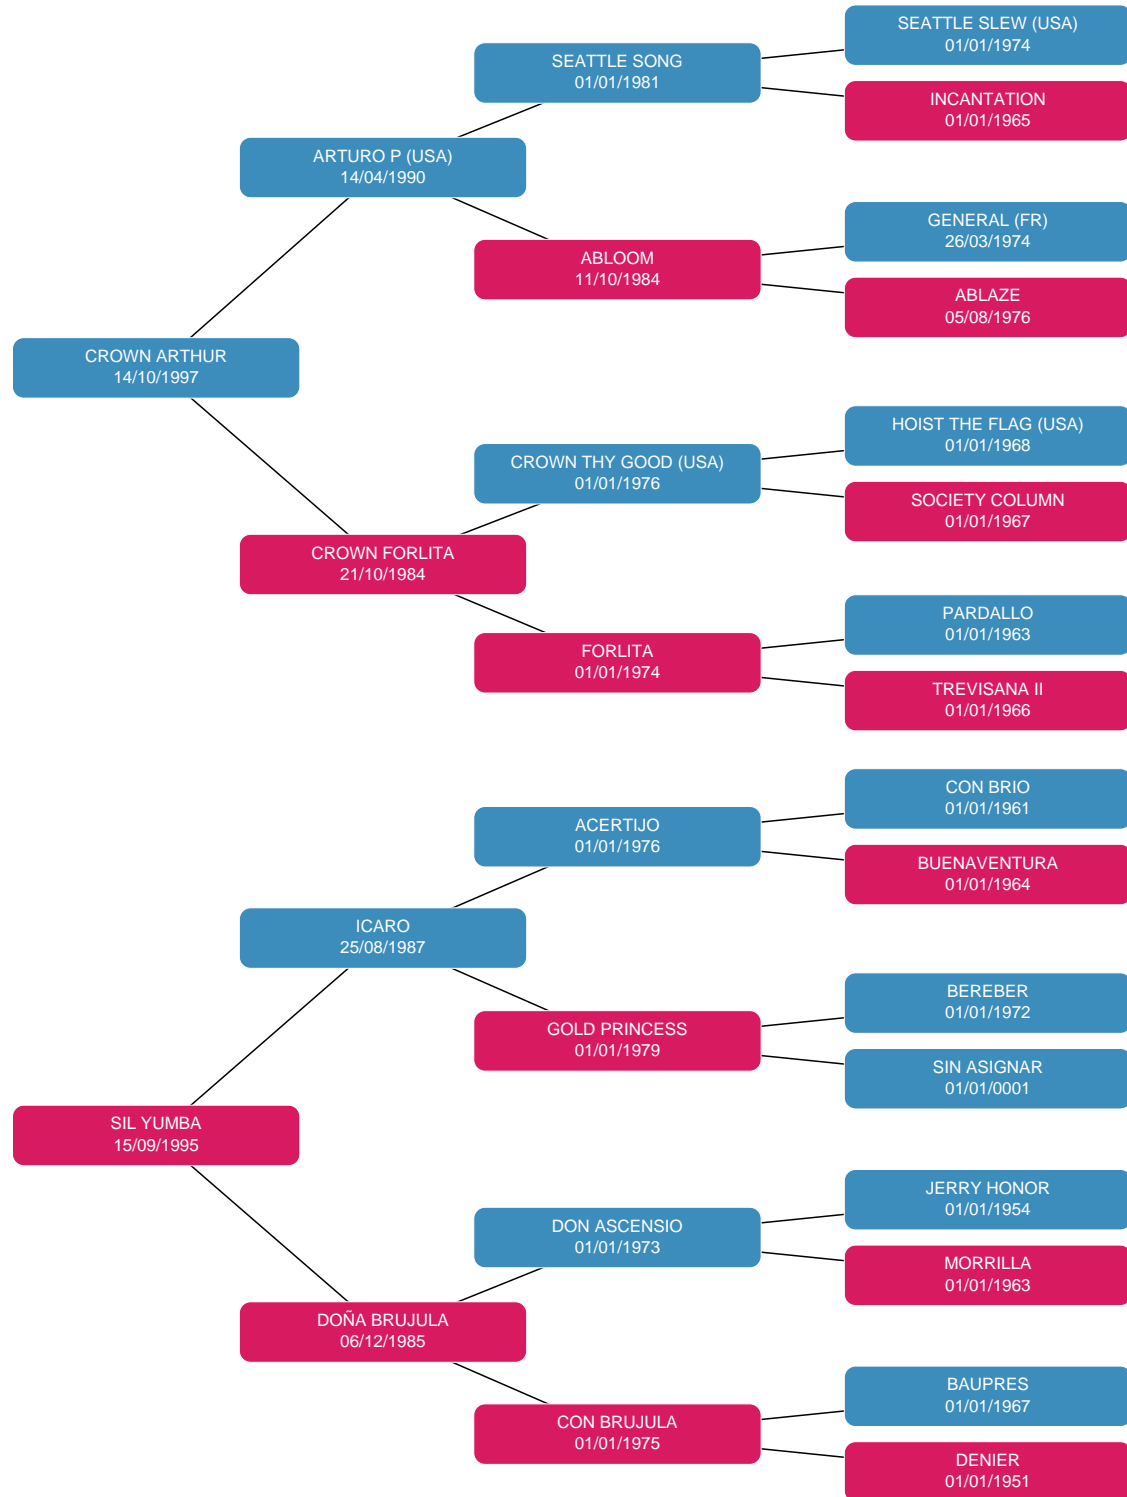 SEATTLE SLEW (USA)
01/01/1974
SEATTLE SONG
01/01/1981
INCANTATION
01/01/1965
ARTURO P (USA)
14/04/1990
GENERAL (FR)
26/03/1974
ABLOOM
11/10/1984
ABLAZE
05/08/1976
CROWN ARTHUR
14/10/1997
HOIST THE FLAG (USA)
01/01/1968
CROWN THY GOOD (USA)
01/01/1976
SOCIETY COLUMN
01/01/1967
CROWN FORLITA
21/10/1984
PARDALLO
01/01/1963
FORLITA
01/01/1974
TREVISANA II
01/01/1966
CON BRIO
01/01/1961
ACERTIJO
01/01/1976
BUENAVENTURA
01/01/1964
ICARO
25/08/1987
BEREBER
01/01/1972
GOLD PRINCESS
01/01/1979
SIN ASIGNAR
01/01/0001
SIL YUMBA
15/09/1995
JERRY HONOR
01/01/1954
DON ASCENSIO
01/01/1973
MORRILLA
01/01/1963
DOÑA BRUJULA
06/12/1985
BAUPRES
01/01/1967
CON BRUJULA
01/01/1975
DENIER
01/01/1951